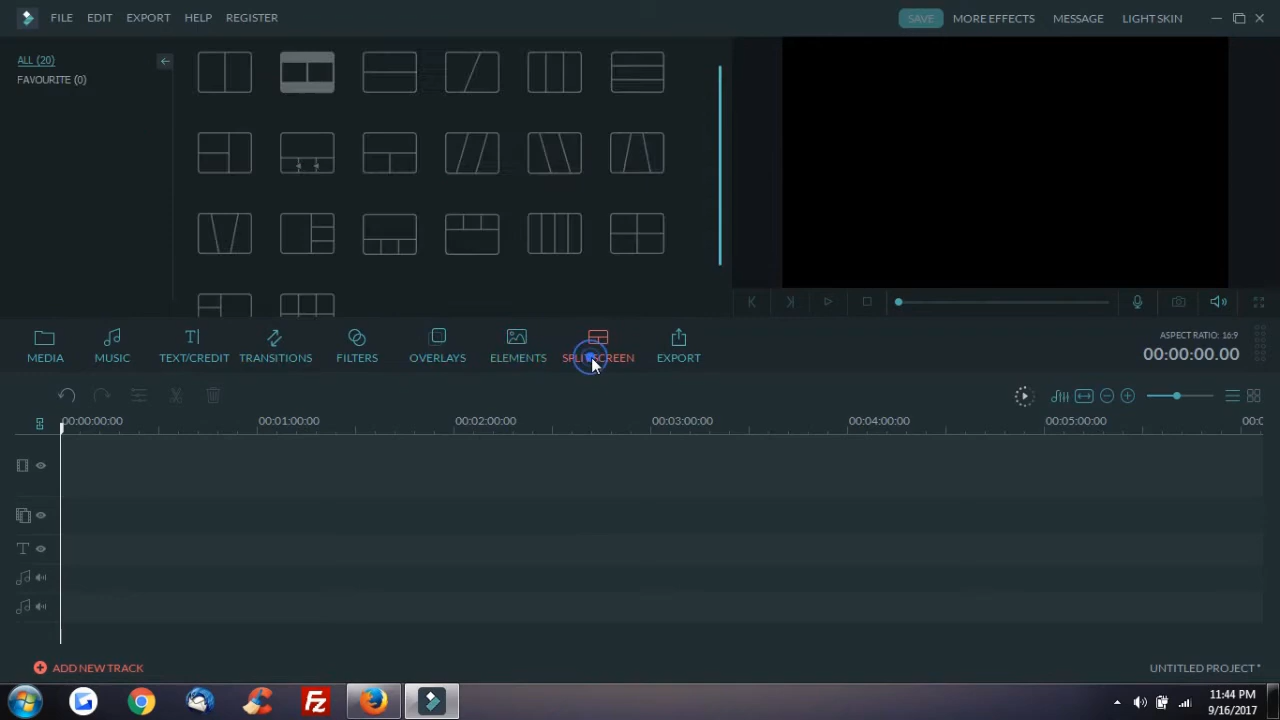 FILE EDIT EXPORT HELP REGISTER SAVE MORE EFFECTS MESSAGE LIGHT SKIN
ALL (20)
FAVOURITE (0)
MEDIA MUSIC TEXT/CREDIT TRANSITIONS FILTERS OVERLAYS ELEMENTS SPLITSCREEN EXPORT
ASPECT RATIO: 16:9
00:00:00.00
00:00:00:00 00:01:00:00 00:02:00:00 00:03:00:00 00:04:00:00 00:05:00:00 00:0
ADD NEW TRACK
UNTITLED PROJECT *
11:44 PM
9/16/2017